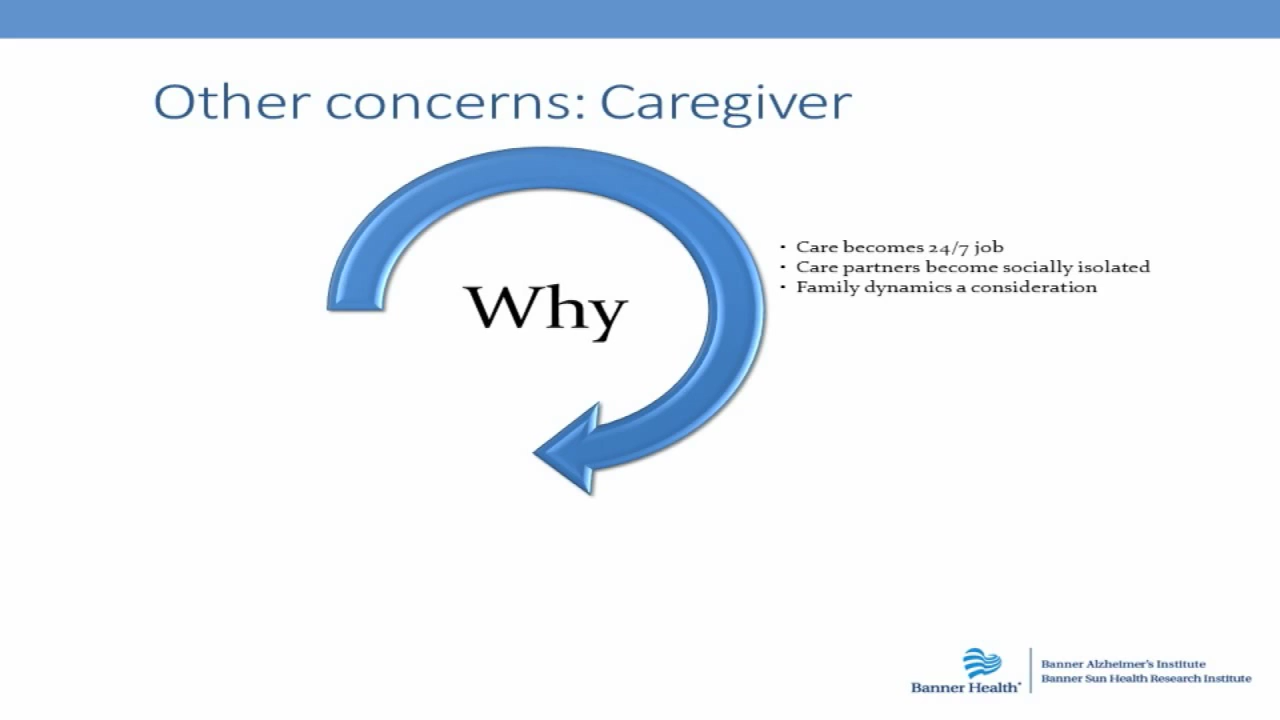 Other concerns: Caregiver
Why
• Care becomes 24/7 job
• Care partners become socially isolated
• Family dynamics a consideration
Banner Health
Banner Alzheimer's Institute
Banner Sun Health Research Institute